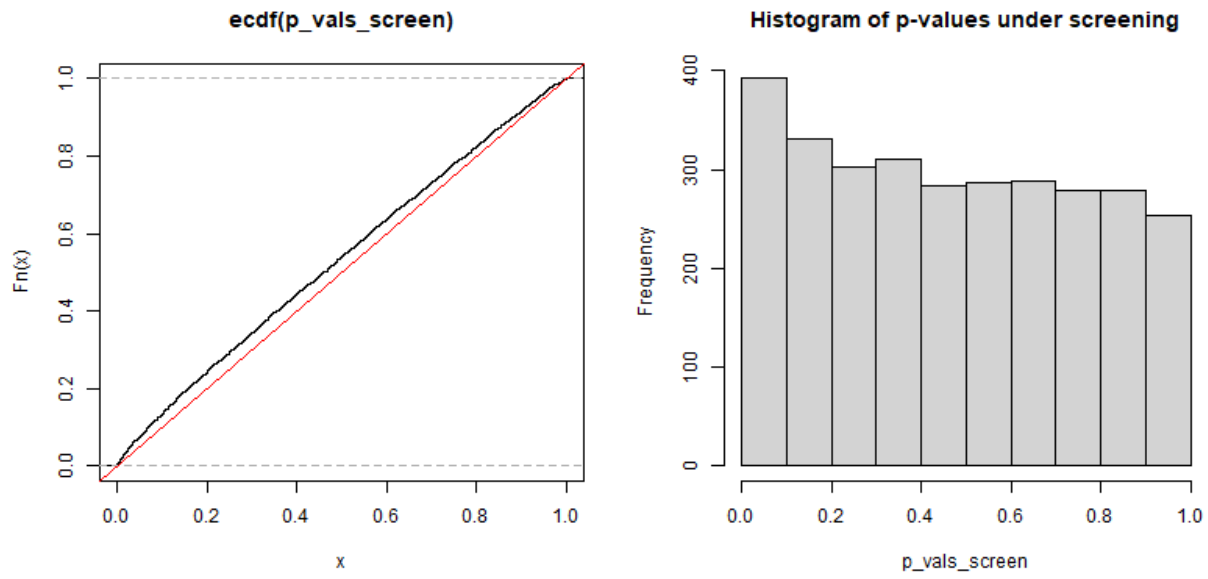 ecdf(p_vals_screen)
Fn(x)
1.0
0.8
0.6
0.4
0.2
0.0
0.0 0.2 0.4 0.6 0.8 1.0
x
Histogram of p-values under screening
Frequency
400
300
200
100
0
0.0 0.2 0.4 0.6 0.8 1.0
p_vals_screen